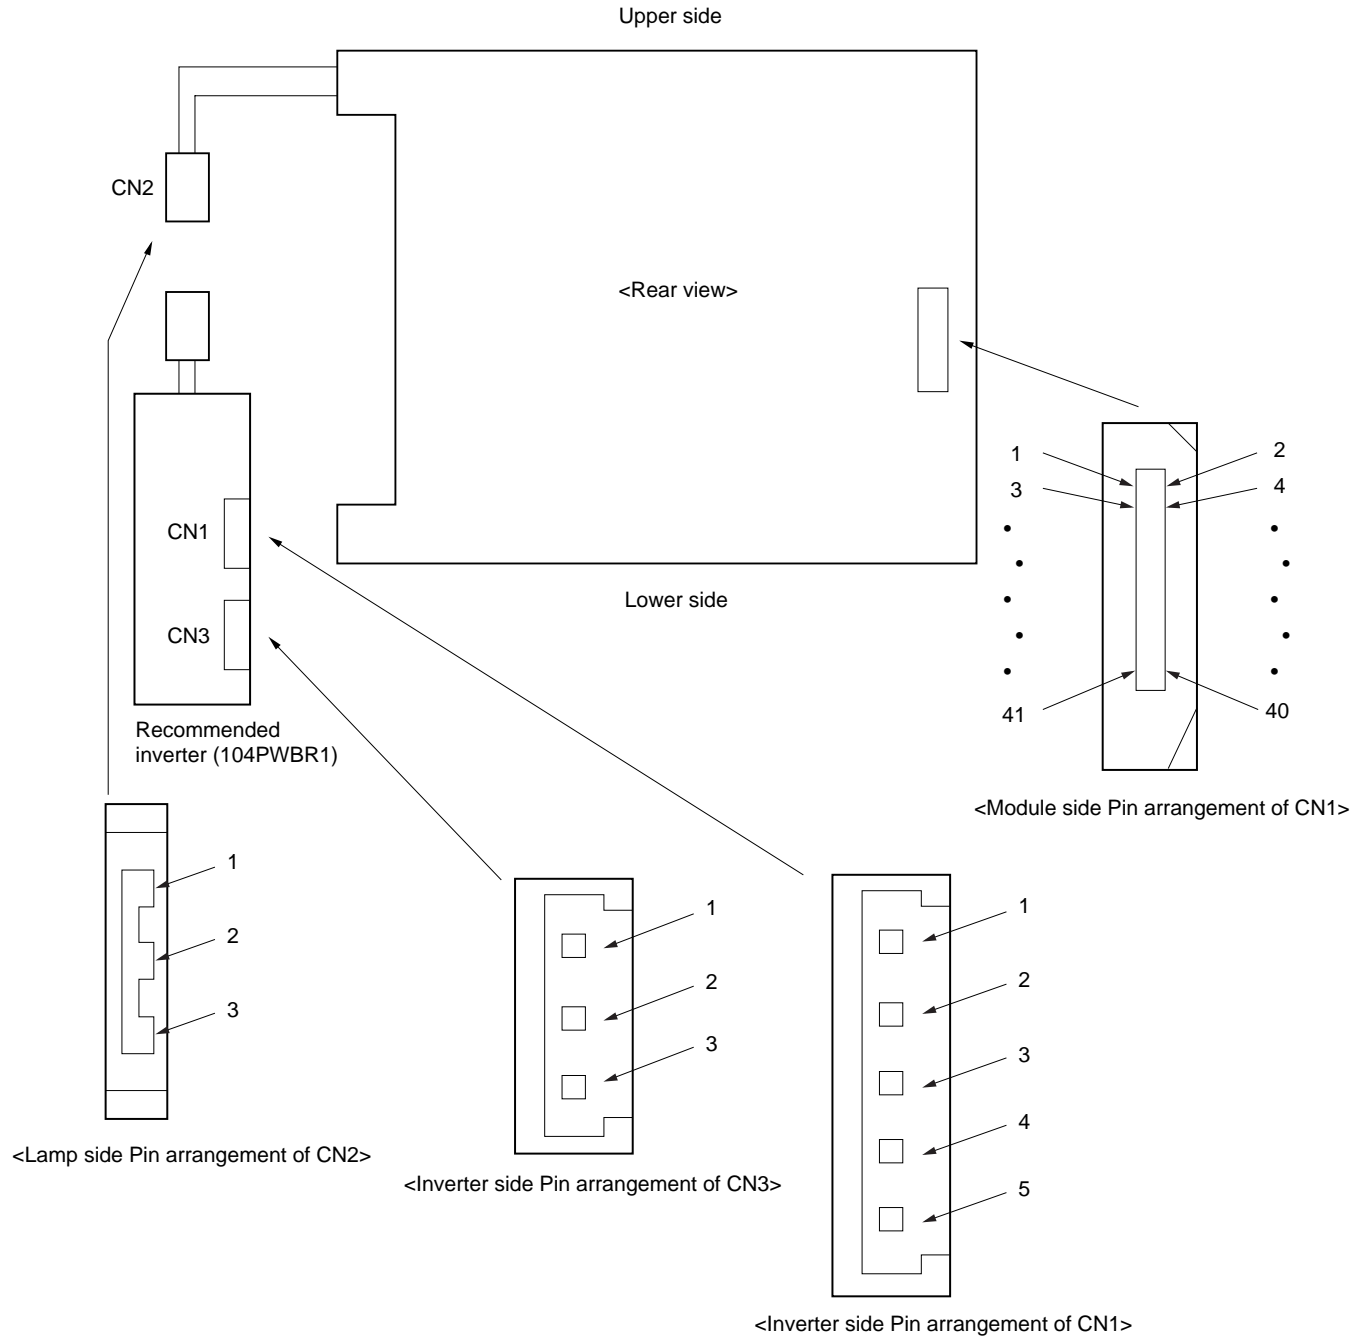 Upper side
CN2
<Rear view>
1
2
3
4
CN1
Lower side
CN3
41
40
Recommended
inverter (104PWBR1)
<Module side Pin arrangement of CN1>
1
2
3
<Lamp side Pin arrangement of CN2>
1
2
3
<Inverter side Pin arrangement of CN3>
1
2
3
4
5
<Inverter side Pin arrangement of CN1>